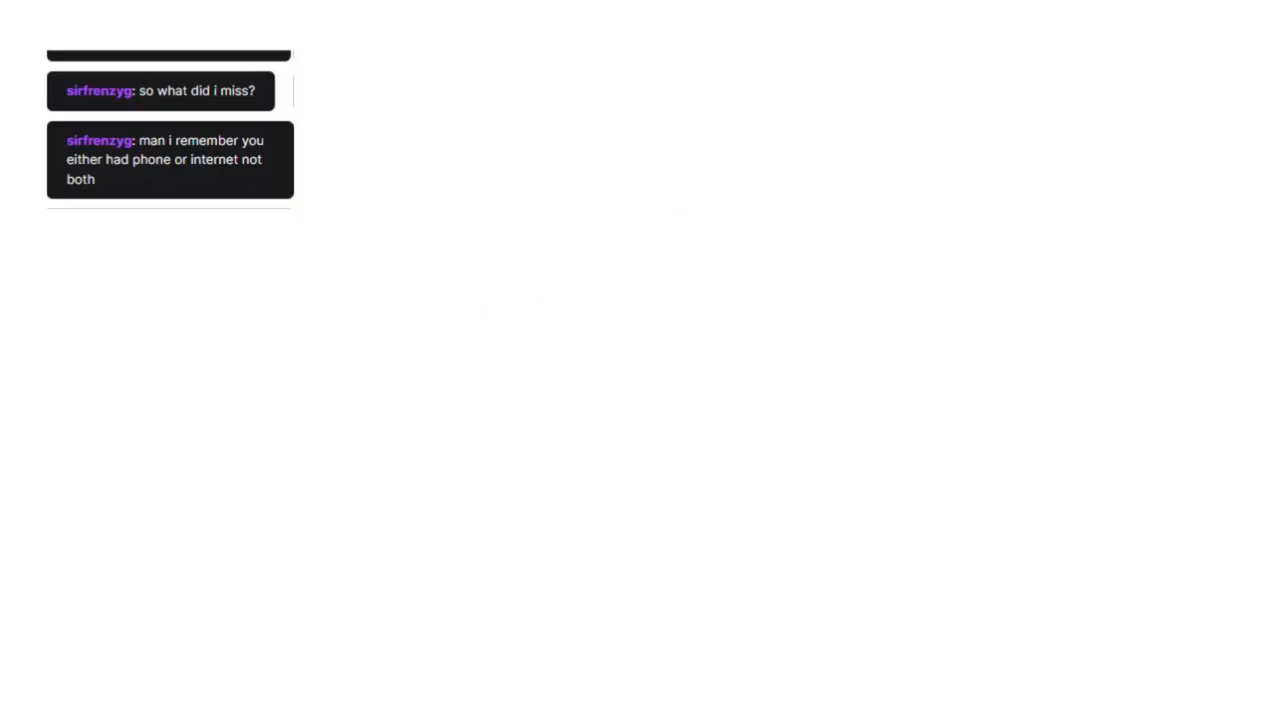 sirfrenzyg: so what did i miss?
sirfrenzyg: man i remember you
either had phone or internet not
both